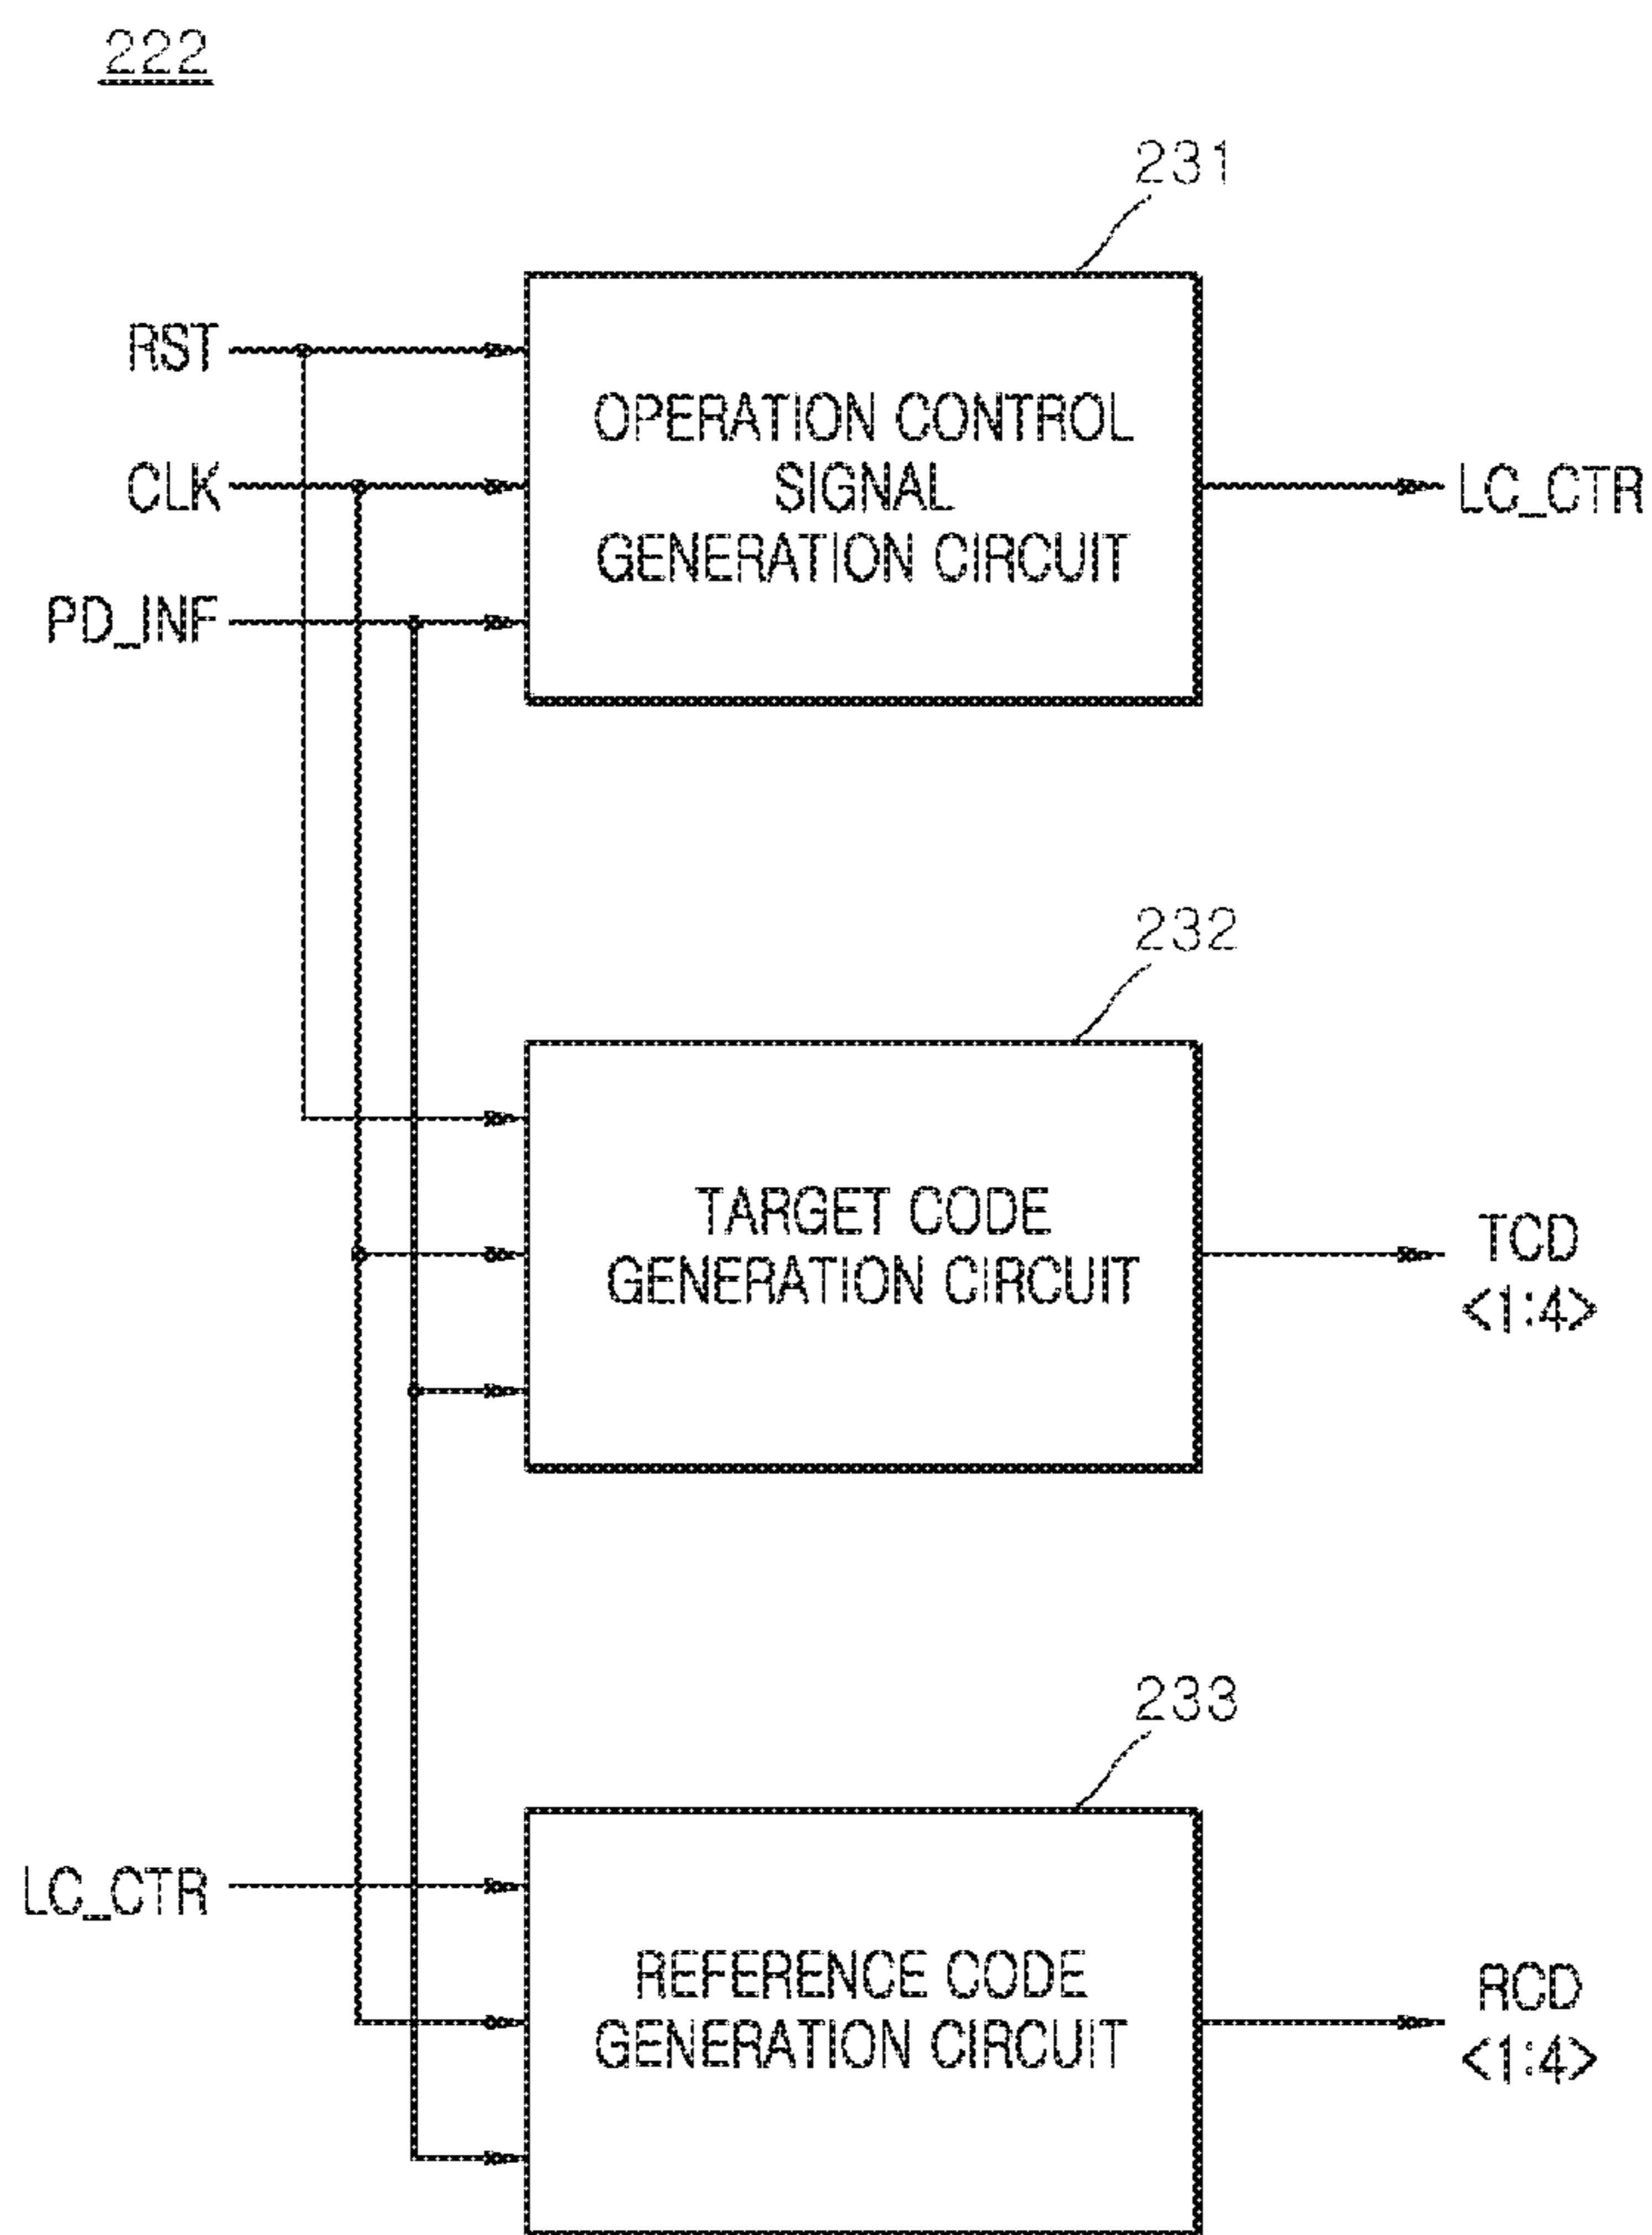 222
231
RST
CLK
PD_INF
OPERATION CONTROL
SIGNAL
GENERATION CIRCUIT
LC_CTR
232
TARGET CODE
GENERATION CIRCUIT
TCD
<1:4>
233
LC_CTR
REFERENCE CODE
GENERATION CIRCUIT
RCD
<1:4>